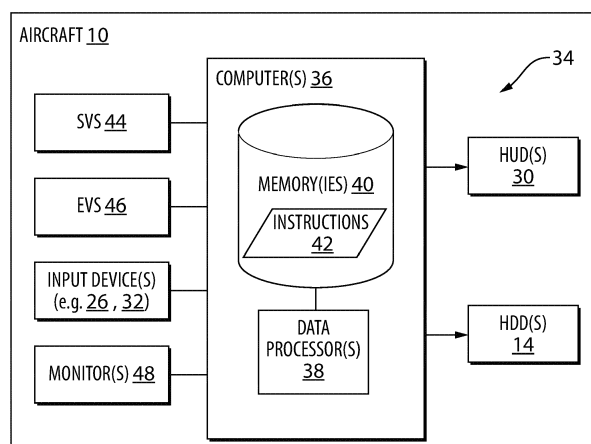 AIRCRAFT 10
COMPUTER(S) 36
34
SVS 44
MEMORY(IES) 40
HUD(S)
30
EVS 46
INSTRUCTIONS
42
INPUT DEVICE(S)
(e.g. 26 , 32)
DATA
PROCESSOR(S)
38
HDD(S)
14
MONITOR(S) 48